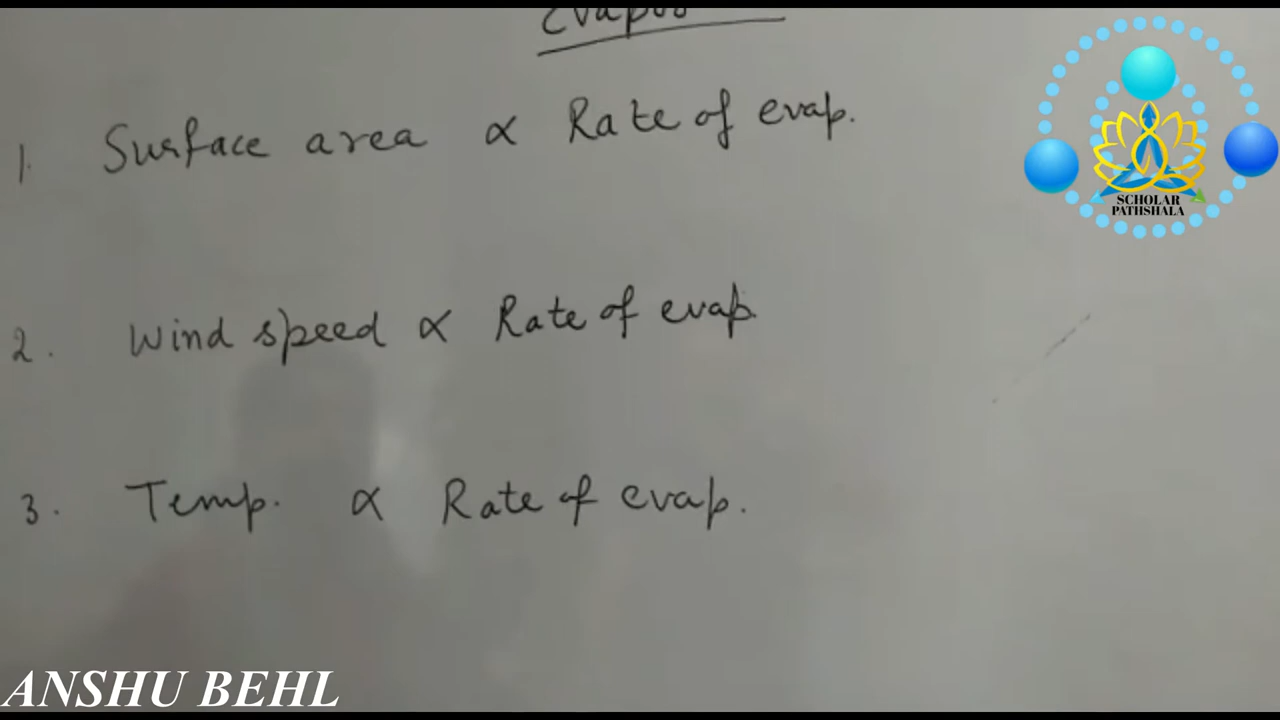 1. Surface area ∝ Rate of evap.
2. Wind speed ∝ Rate of evap
3. Temp. ∝ Rate of evap.
SCHOLAR
PATHSHALA
ANSHU BEHL